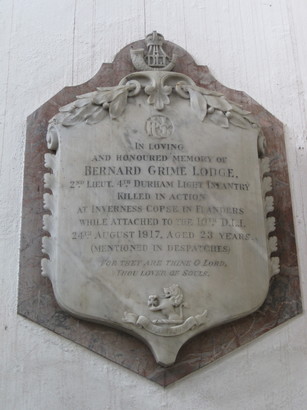 IN LOVING
AND HONOURED MEMORY OF
BERNARD GRIME LODGE,
2ND LIEUT. 4TH DURHAM LIGHT INFANTRY
KILLED IN ACTION
AT INVERNESS COPSE IN FLANDERS
WHILE ATTACHED TO THE 10TH D.L.I.
24TH AUGUST 1917, AGED 23 YEARS.
(MENTIONED IN DESPATCHES)
FOR THEY ARE THINE O LORD,
THOU LOVER OF SOULS.